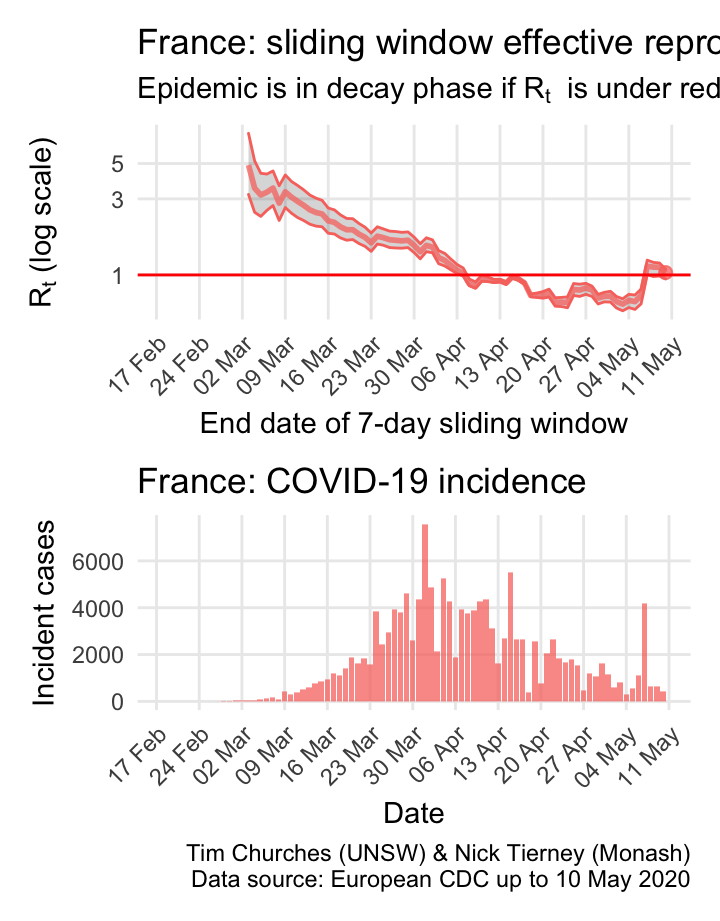 France: sliding window effective repro
Epidemic is in decay phase if Rt is under red
Rt (log scale)
5
3
1
17 Feb
24 Feb
02 Mar
09 Mar
16 Mar
23 Mar
30 Mar
06 Apr
13 Apr
20 Apr
27 Apr
04 May
11 May
End date of 7-day sliding window
France: COVID-19 incidence
Incident cases
6000
4000
2000
0
17 Feb
24 Feb
02 Mar
09 Mar
16 Mar
23 Mar
30 Mar
06 Apr
13 Apr
20 Apr
27 Apr
04 May
11 May
Date
Tim Churches (UNSW) & Nick Tierney (Monash)
Data source: European CDC up to 10 May 2020